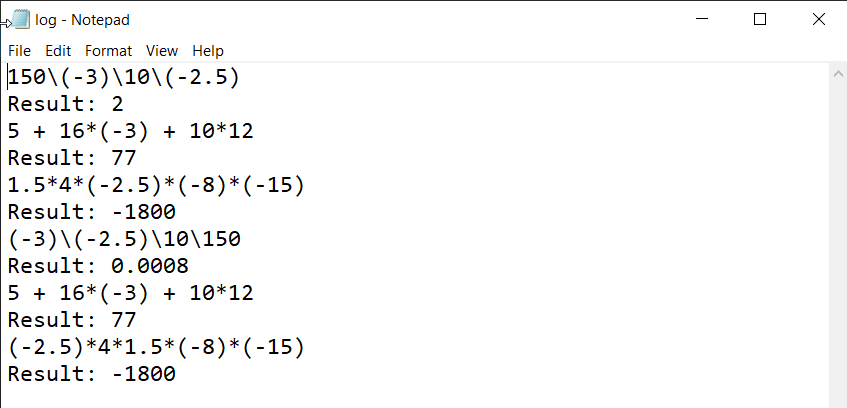 log - Notepad
File Edit Format View Help
150\(-3)\10\(-2.5)
Result: 2
5 + 16*(-3) + 10*12
Result: 77
1.5*4*(-2.5)*(-8)*(-15)
Result: -1800
(-3)\(-2.5)\10\150
Result: 0.0008
5 + 16*(-3) + 10*12
Result: 77
(-2.5)*4*1.5*(-8)*(-15)
Result: -1800